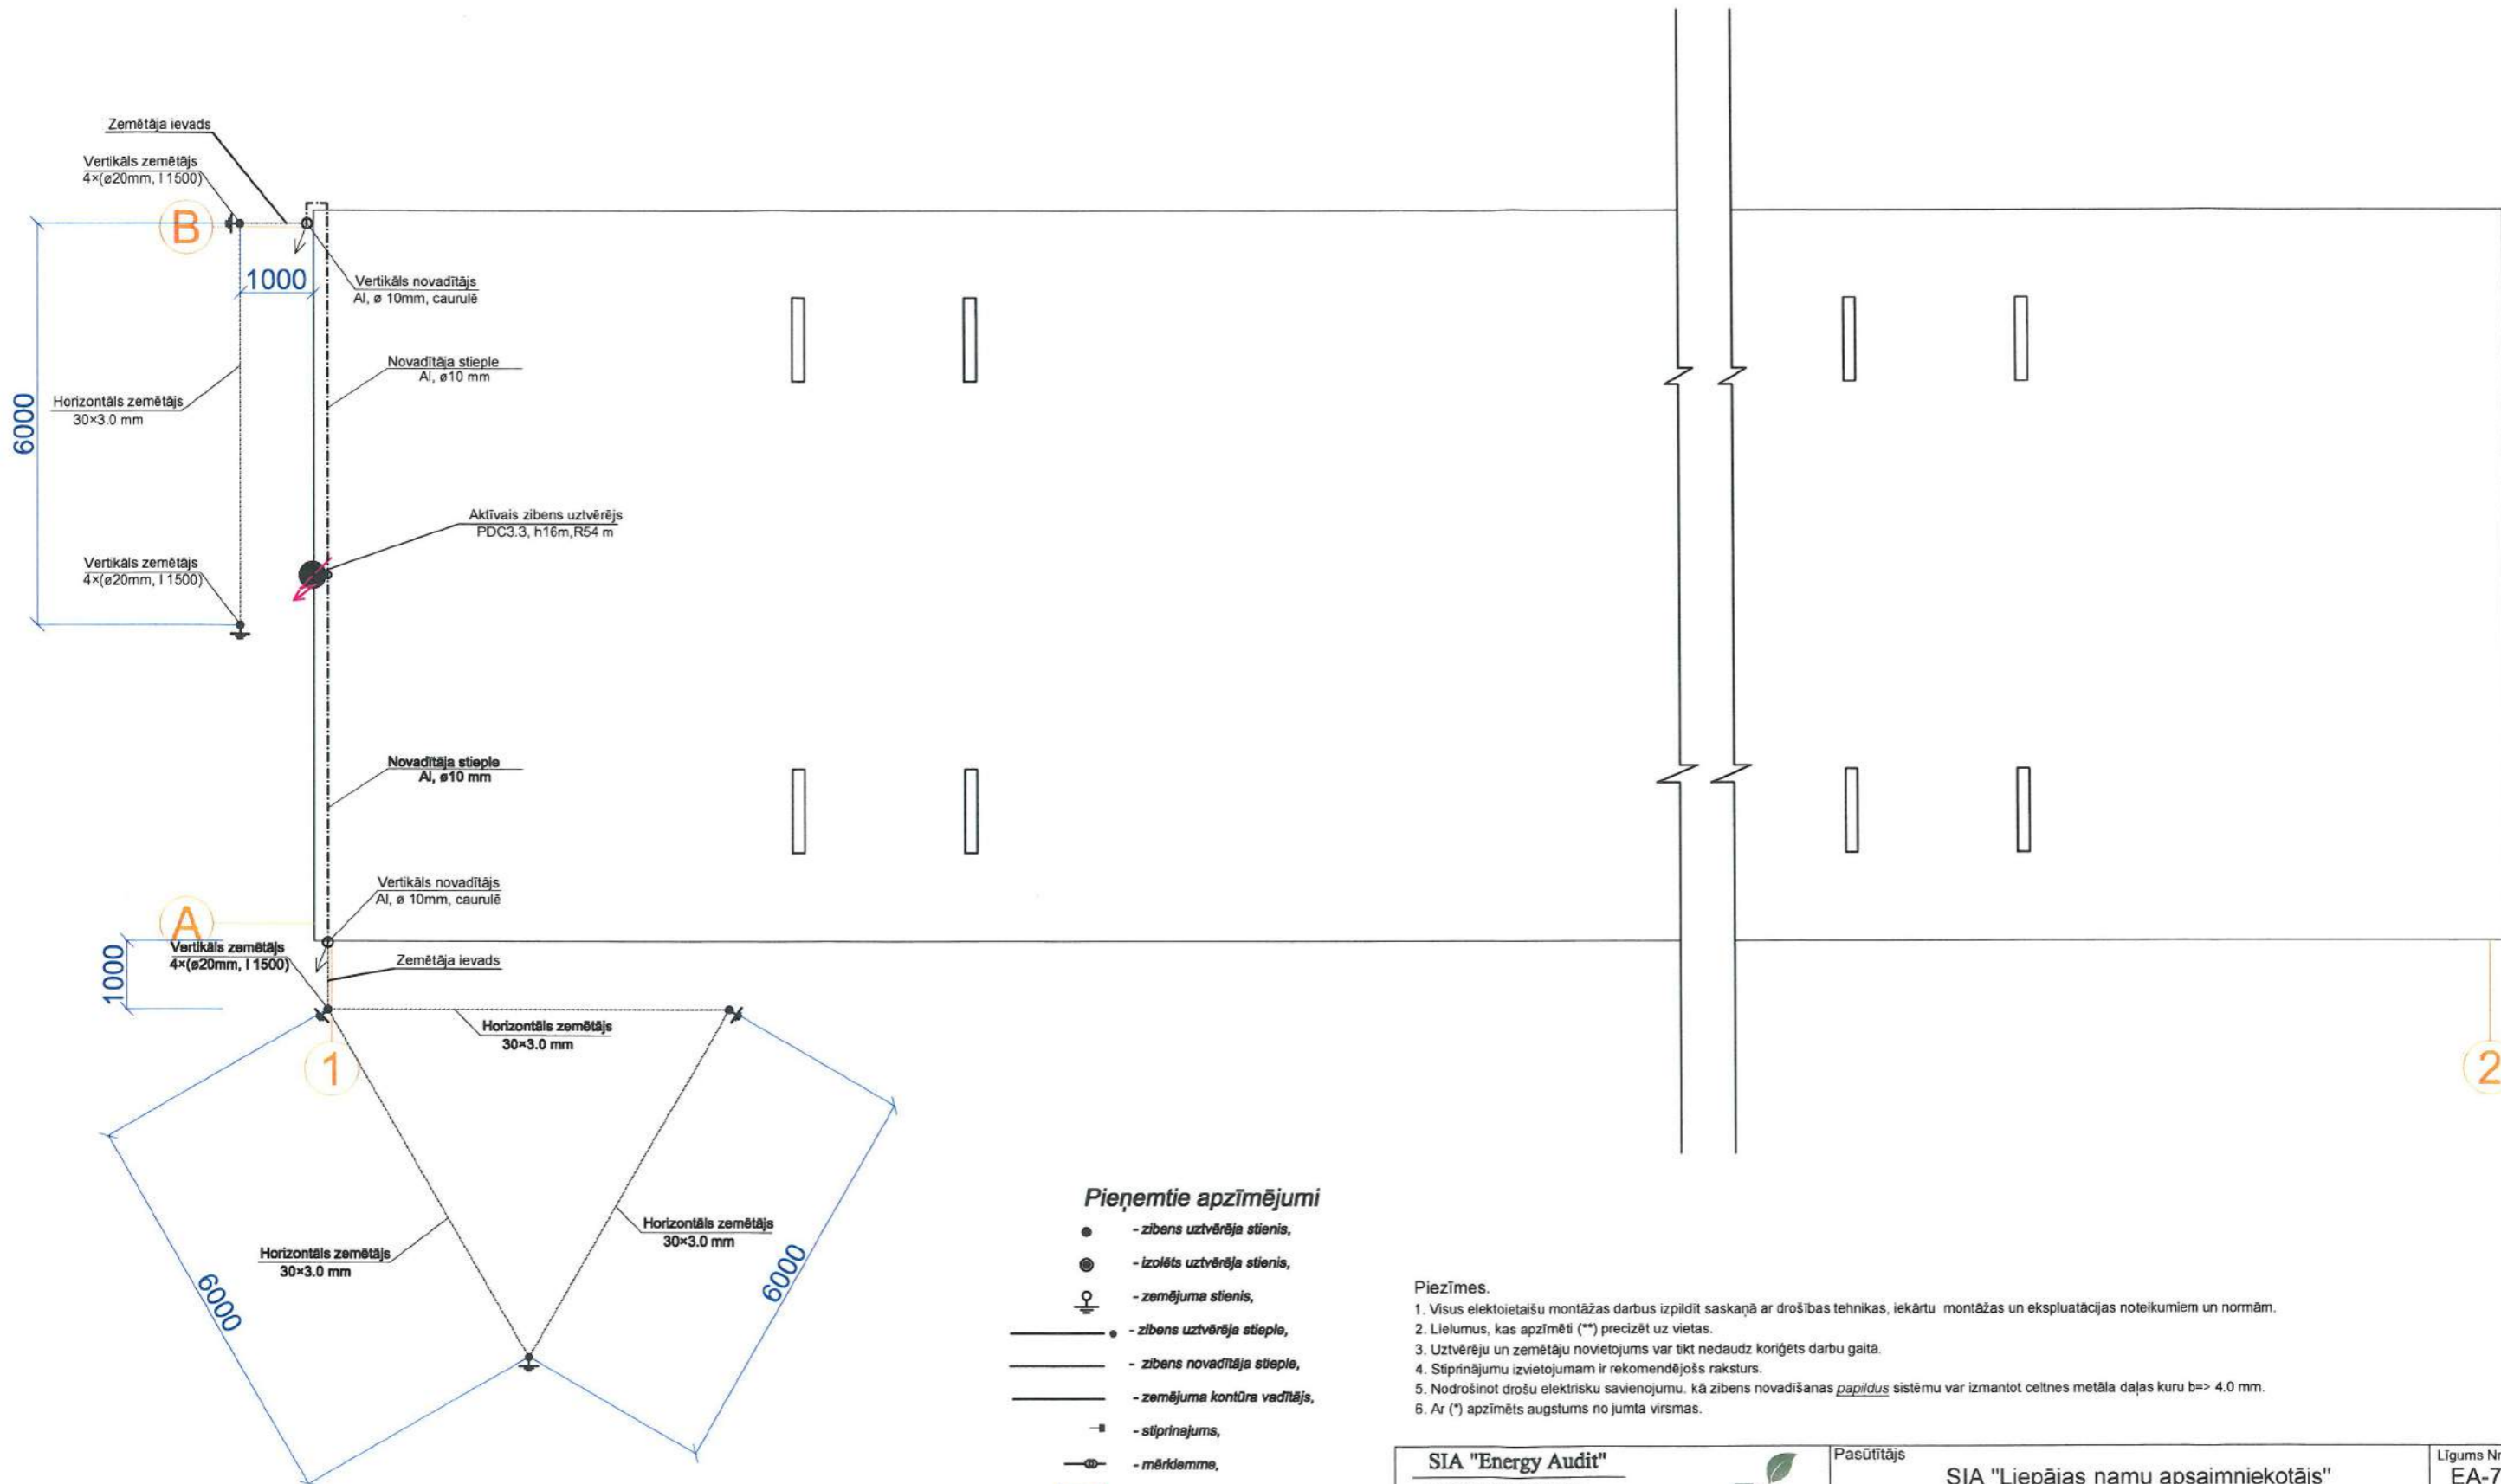 Zemētāja ievads
Vertikāls zemētājs
4×(ø20mm, l 1500)
B
1000
Vertikāls novadītājs
Al, ø 10mm, caurulē
Novadītāja stieple
Al, ø10 mm
6000
Horizontāls zemētājs
30×3.0 mm
Aktīvais zibens uztvērējs
PDC3.3, h16m,R54 m
Vertikāls zemētājs
4×(ø20mm, l 1500)
Novadītāja stieple
Al, ø10 mm
Vertikāls novadītājs
Al, ø 10mm, caurulē
A
Vertikāls zemētājs
4×(ø20mm, l 1500)
1000
Zemētāja ievads
Horizontāls zemētājs
30×3.0 mm
1
2
Horizontāls zemētājs
30×3.0 mm
Horizontāls zemētājs
30×3.0 mm
6000
6000
Pieņemtie apzīmējumi
- zibens uztvērēja stienis,
- izolēts uztvērēja stienis,
- zemējuma stienis,
- zibens uztvērēja stieple,
- zibens novadītāja stieple,
- zemējuma kontūra vadītājs,
- stiprinajums,
- mērklemme,
Piezīmes.
1. Visus elektoietaišu montāžas darbus izpildīt saskaņā ar drošības tehnikas, iekārtu montāžas un ekspluatācijas noteikumiem un normām.
2. Lielumus, kas apzīmēti (**) precizēt uz vietas.
3. Uztvērēju un zemētāju novietojums var tikt nedaudz koriģēts darbu gaitā.
4. Stiprinājumu izvietojumam ir rekomendējošs raksturs.
5. Nodrošinot drošu elektrisku savienojumu. kā zibens novadīšanas papildus sistēmu var izmantot celtnes metāla daļas kuru b=> 4.0 mm.
6. Ar (*) apzīmēts augstums no jumta virsmas.
SIA "Energy Audit"
Pasūtītājs
SIA "Liepājas namu apsaimniekotājs"
Līgums Nr
EA-7